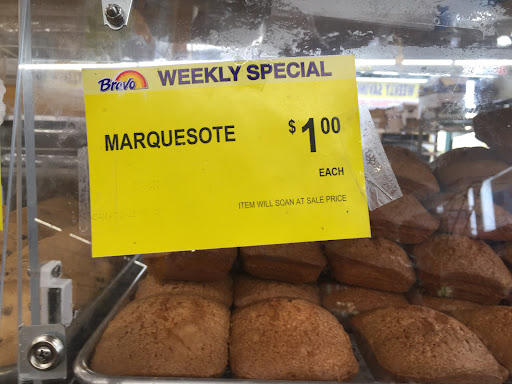 Bravo WEEKLY SPECIAL
MARQUESOTE $1.00
EACH
ITEM WILL SCAN AT SALE PRICE